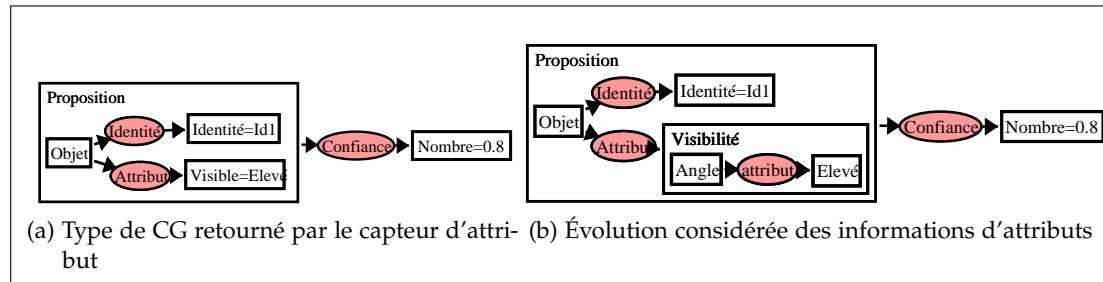 Proposition
Identité
Identité=Id1
Objet
Attribut
Visible=Elevé
Confiance
Nombre=0.8
(a) Type de CG retourné par le capteur d'attri-
but
Proposition
Identité
Identité=Id1
Objet
Attribut
Visibilité
Angle
attribut
Elevé
Confiance
Nombre=0.8
(b) Évolution considérée des informations d'attributs